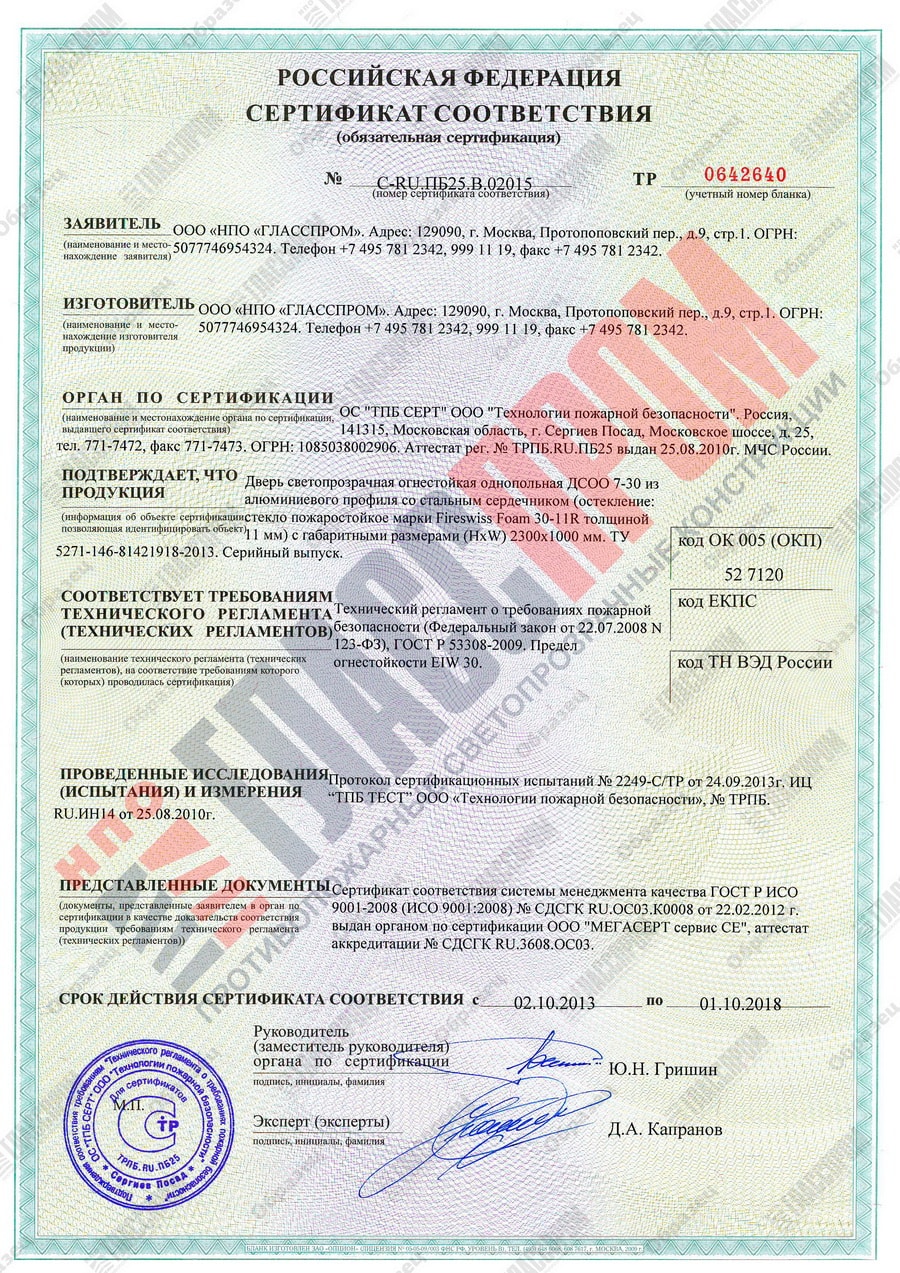 РОССИЙСКАЯ ФЕДЕРАЦИЯ
СЕРТИФИКАТ СООТВЕТСТВИЯ
(обязательная сертификация)
№ C-RU.ПБ25.В.02015
(номер сертификата соответствия)
ТР 0642640
(учетный номер бланка)
ЗАЯВИТЕЛЬ
(наименование и место-
нахождение заявителя)
ООО «НПО «ГЛАССПРОМ». Адрес: 129090, г. Москва, Протопоповский пер., д.9, стр.1. ОГРН:
5077746954324. Телефон +7 495 781 2342, 999 11 19, факс +7 495 781 2342.
ИЗГОТОВИТЕЛЬ
(наименование и место-
нахождение изготовителя
продукции)
ООО «НПО «ГЛАССПРОМ». Адрес: 129090, г. Москва, Протопоповский пер., д.9, стр.1. ОГРН:
5077746954324. Телефон +7 495 781 2342, 999 11 19, факс +7 495 781 2342.
ОРГАН ПО СЕРТИФИКАЦИИ
(наименование и местонахождение органа по сертификации,
выдавшего сертификат соответствия)
ОС "ТПБ СЕРТ" ООО "Технологии пожарной безопасности". Россия,
141315, Московская область, г. Сергиев Посад, Московское шоссе, д. 25,
тел. 771-7472, факс 771-7473. ОГРН: 1085038002906. Аттестат рег. № ТРПБ.RU.ПБ25 выдан 25.08.2010г. МЧС России.
ПОДТВЕРЖДАЕТ, ЧТО
ПРОДУКЦИЯ
(информация об объекте сертификации,
позволяющая идентифицировать объект)
Дверь светопрозрачная огнестойкая однопольная ДСОО 7-30 из
алюминиевого профиля со стальным сердечником (остекление:
стекло пожаростойкое марки Fireswiss Foam 30-11R толщиной
11 мм) с габаритными размерами (HxW) 2300x1000 мм. ТУ
5271-146-81421918-2013. Серийный выпуск.
код ОК 005 (ОКП)
52 7120
код ЕКПС
код ТН ВЭД России
СООТВЕТСТВУЕТ ТРЕБОВАНИЯМ
ТЕХНИЧЕСКОГО РЕГЛАМЕНТА
(ТЕХНИЧЕСКИХ РЕГЛАМЕНТОВ)
(наименование технического регламента (технических
регламентов), на соответствие требованиям которого
(которых) проводилась сертификация)
Технический регламент о требованиях пожарной
безопасности (Федеральный закон от 22.07.2008 N
123-ФЗ), ГОСТ Р 53308-2009. Предел
огнестойкости EIW 30.
ПРОВЕДЕННЫЕ ИССЛЕДОВАНИЯ
(ИСПЫТАНИЯ) И ИЗМЕРЕНИЯ
Протокол сертификационных испытаний № 2249-С/ТР от 24.09.2013г. ИЦ
“ТПБ ТЕСТ” ООО «Технологии пожарной безопасности», № ТРПБ.
RU.ИН14 от 25.08.2010г.
ПРЕДСТАВЛЕННЫЕ ДОКУМЕНТЫ
(документы, представленные заявителем в орган по
сертификации в качестве доказательств соответствия
продукции требованиям технического регламента
(технических регламентов))
Сертификат соответствия системы менеджмента качества ГОСТ Р ИСО
9001-2008 (ИСО 9001:2008) № СДСГК RU.OC03.K0008 от 22.02.2012 г.
выдан органом по сертификации ООО "МЕГАСЕРТ сервис СЕ", аттестат
аккредитации № СДСГК RU.3608.ОС03.
СРОК ДЕЙСТВИЯ СЕРТИФИКАТА СООТВЕТСТВИЯ с 02.10.2013 по 01.10.2018
Руководитель
(заместитель руководителя)
органа по сертификации
подпись, инициалы, фамилия
Ю.Н. Гришин
Эксперт (эксперты)
подпись, инициалы, фамилия
Д.А. Капранов
М.П.
Подтверждение соответствия требованиям "Технического регламента о требованиях пожарной безопасности"
ОС "ТПБ СЕРТ" ООО "Технологии пожарной безопасности"
Для сертификатов
ТР
ТРПБ.RU.ПБ25
* Сергиев Посад *
НПО ГЛАССПРОМ
ПРОТИВОПОЖАРНЫЕ СВЕТОПРОЗРАЧНЫЕ КОНСТРУКЦИИ
Образец